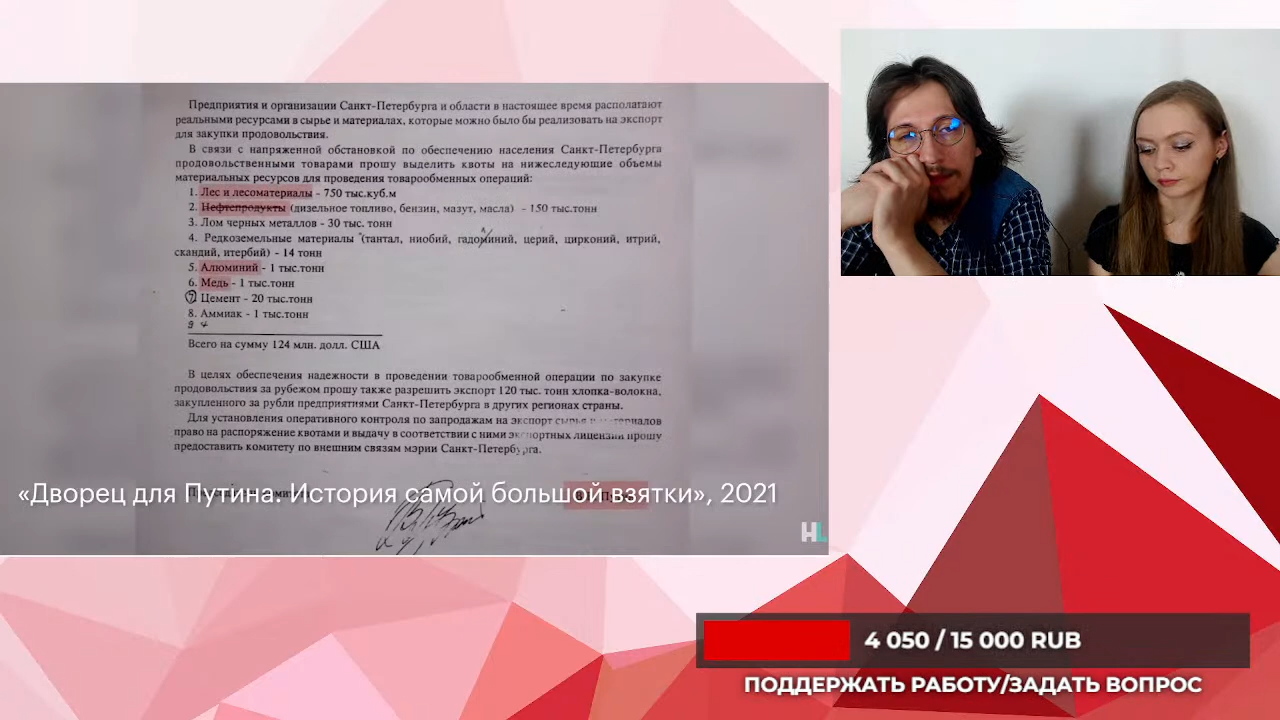 Предприятия и организации Санкт-Петербурга и области в настоящее время располагают
реальными ресурсами в сырье и материалах, которые можно было бы реализовать на экспорт
для закупки продовольствия.
В связи с напряженной обстановкой по обеспечению населения Санкт-Петербурга
продовольственными товарами прошу выделить квоты на нижеследующие объемы
материальных ресурсов для проведения товарообменных операций:
1. Лес и лесоматериалы - 750 тыс.куб.м
2. Нефтепродукты (дизельное топливо, бензин, мазут, масла) - 150 тыс.тонн
3. Лом черных металлов - 30 тыс. тонн
4. Редкоземельные материалы (тантал, ниобий, гадоминий, церий, цирконий, итрий,
скандий, итербий) - 14 тонн
5. Алюминий - 1 тыс.тонн
6. Медь - 1 тыс.тонн
7 Цемент - 20 тыс.тонн
8. Аммиак - 1 тыс.тонн
Всего на сумму 124 млн. долл. США
В целях обеспечения надежности в проведении товарообменной операции по закупке
продовольствия за рубежом прошу также разрешить экспорт 120 тыс. тонн хлопка-волокна,
закупленного за рубли предприятиями Санкт-Петербурга в других регионах страны.
Для установления оперативного контроля по запродажам на экспорт сырья и материалов
право на распоряжение квотами и выдачу в соответствии с ними экспортных лицензий прошу
предоставить комитету по внешним связям мэрии Санкт-Петербурга.
«Дворец для Путина. История самой большой взятки», 2021
HL
4 050 / 15 000 RUB
ПОДДЕРЖАТЬ РАБОТУ/ЗАДАТЬ ВОПРОС